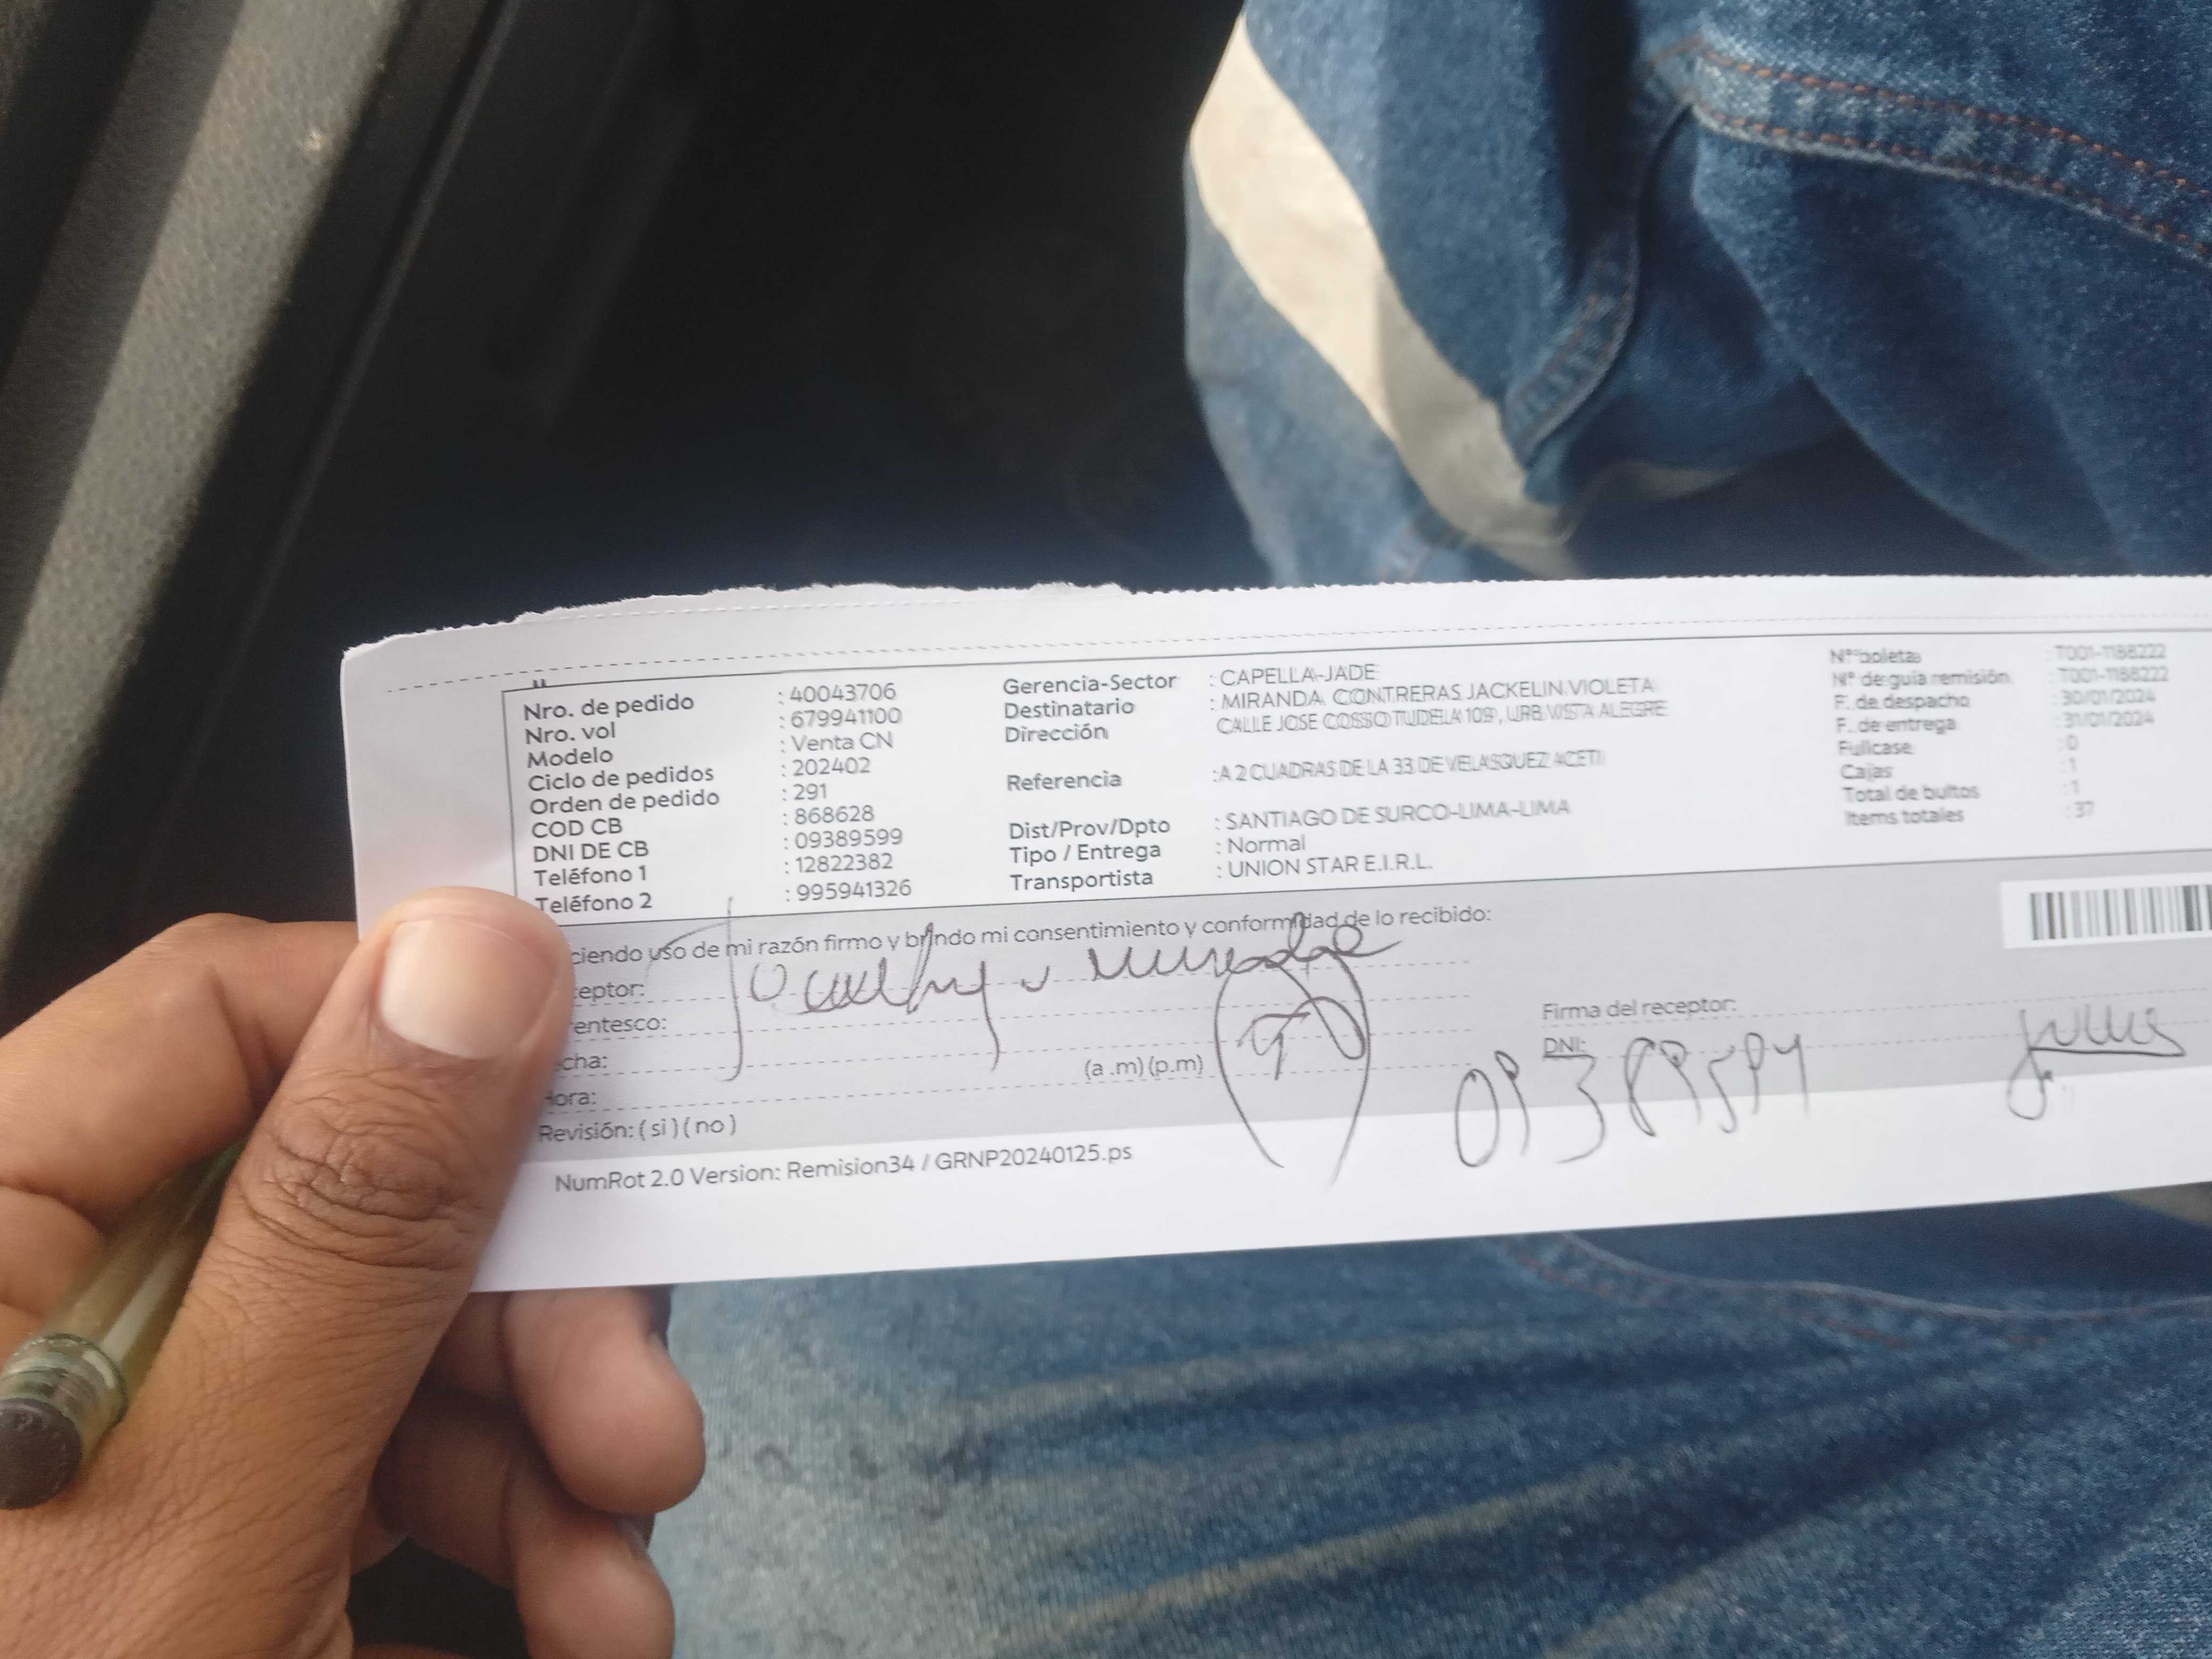 Nro. de pedido : 40043706
Nro. vol : 679941100
Modelo : Venta CN
Ciclo de pedidos : 202402
Orden de pedido : 291
COD CB : 868628
DNI DE CB : 09389599
Teléfono 1 : 12822382
Teléfono 2 : 995941326
Gerencia-Sector : CAPELLA-JADE
Destinatario : MIRANDA CONTRERAS JACKELIN VIOLETA
Dirección CALLE JOSE COSSO TUDELA 109, URB VISTA ALEGRE
Referencia : A 2 CUADRAS DE LA 33 DE VELASQUEZ ACETI
Dist/Prov/Dpto : SANTIAGO DE SURCO-LIMA-LIMA
Tipo / Entrega : Normal
Transportista : UNION STAR E.I.R.L.
N° boleta : T001-1188222
N° de guía remisión : T001-1188222
F. de despacho : 30/01/2024
F. de entrega : 31/01/2024
Fullcase : 0
Cajas : 1
Total de bultos : 1
Items totales : 37
ciendo uso de mi razón firmo y brindo mi consentimiento y conformidad de lo recibido:
eptor:
entesco:
cha:
ora: (a .m) (p.m)
Revisión: ( si ) ( no )
Firma del receptor:
DNI:
NumRot 2.0 Version: Remision34 / GRNP20240125.ps